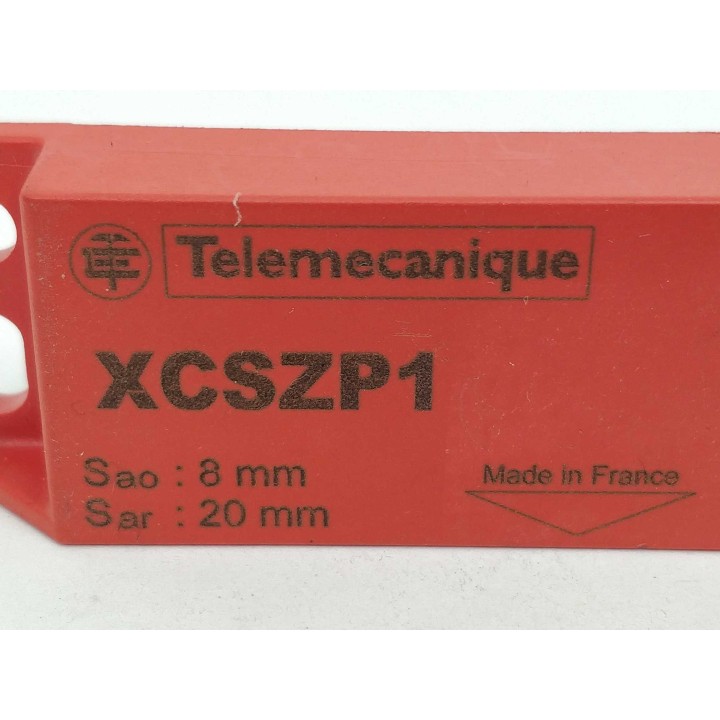 Telemecanique
XCSZP1
Sao : 8 mm
Sar : 20 mm
Made in France